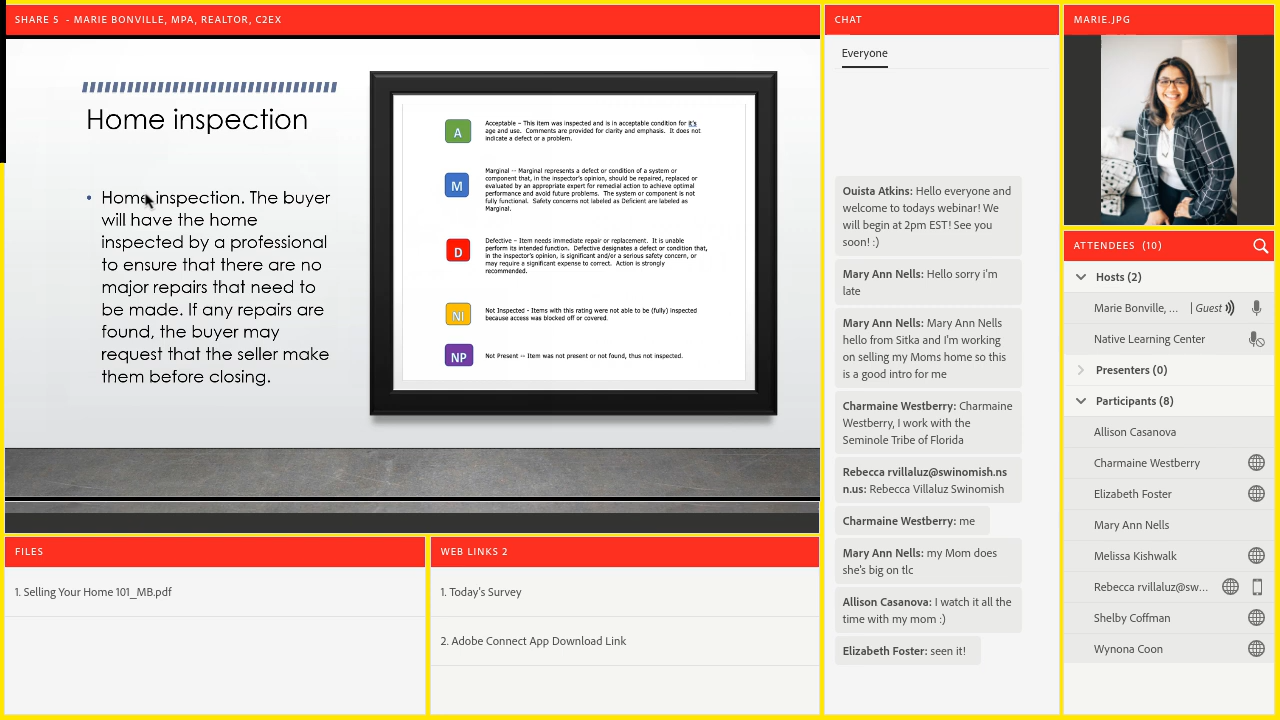 SHARE 5 - MARIE BONVILLE, MPA, REALTOR, C2EX
Home inspection
• Home inspection. The buyer
will have the home
inspected by a professional
to ensure that there are no
major repairs that need to
be made. If any repairs are
found, the buyer may
request that the seller make
them before closing.
A
Acceptable – This item was inspected and is in acceptable condition for it's
age and use. Comments are provided for clarity and emphasis. It does not
indicate a defect or a problem.
M
Marginal -- Marginal represents a defect or condition of a system or
component that, in the inspector's opinion, should be repaired, replaced or
evaluated by an appropriate expert for remedial action to achieve optimal
performance and avoid future problems. The system or component is not
fully functional. Safety concerns not labeled as Deficient are labeled as
Marginal.
D
Defective – Item needs immediate repair or replacement. It is unable
perform its intended function. Defective designates a defect or condition that,
in the inspector's opinion, is significant and/or a serious safety concern, or
may require a significant expense to correct. Action is strongly
recommended.
NI
Not Inspected - Items with this rating were not able to be (fully) inspected
because access was blocked off or covered.
NP
Not Present -- Item was not present or not found, thus not inspected.
FILES
1. Selling Your Home 101_MB.pdf
WEB LINKS 2
1. Today's Survey
2. Adobe Connect App Download Link
CHAT
Everyone
Ouista Atkins: Hello everyone and
welcome to todays webinar! We
will begin at 2pm EST! See you
soon! :)
Mary Ann Nells: Hello sorry i'm
late
Mary Ann Nells: Mary Ann Nells
hello from Sitka and I'm working
on selling my Moms home so this
is a good intro for me
Charmaine Westberry: Charmaine
Westberry, I work with the
Seminole Tribe of Florida
Rebecca rvillaluz@swinomish.ns
n.us: Rebecca Villaluz Swinomish
Charmaine Westberry: me
Mary Ann Nells: my Mom does
she's big on tlc
Allison Casanova: I watch it all the
time with my mom :)
Elizabeth Foster: seen it!
MARIE.JPG
ATTENDEES (10)
Hosts (2)
Marie Bonville, ... | Guest
Native Learning Center
Presenters (0)
Participants (8)
Allison Casanova
Charmaine Westberry
Elizabeth Foster
Mary Ann Nells
Melissa Kishwalk
Rebecca rvillaluz@sw...
Shelby Coffman
Wynona Coon